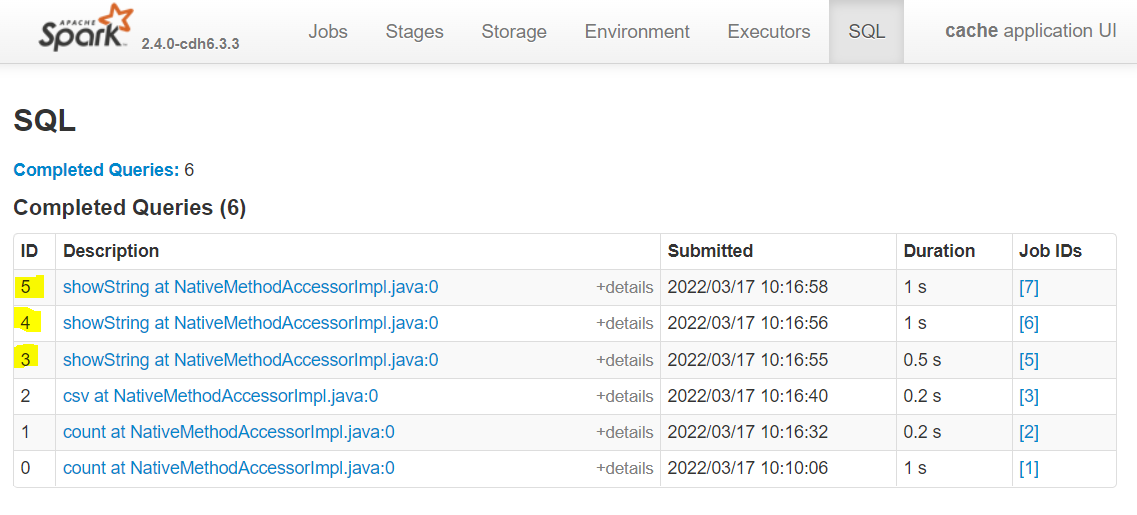 APACHE
Spark 2.4.0-cdh6.3.3 Jobs Stages Storage Environment Executors SQL cache application UI
SQL
Completed Queries: 6
Completed Queries (6)
ID Description Submitted Duration Job IDs
5 showString at NativeMethodAccessorImpl.java:0 +details 2022/03/17 10:16:58 1 s [7]
4 showString at NativeMethodAccessorImpl.java:0 +details 2022/03/17 10:16:56 1 s [6]
3 showString at NativeMethodAccessorImpl.java:0 +details 2022/03/17 10:16:55 0.5 s [5]
2 csv at NativeMethodAccessorImpl.java:0 +details 2022/03/17 10:16:40 0.2 s [3]
1 count at NativeMethodAccessorImpl.java:0 +details 2022/03/17 10:16:32 0.2 s [2]
0 count at NativeMethodAccessorImpl.java:0 +details 2022/03/17 10:10:06 1 s [1]